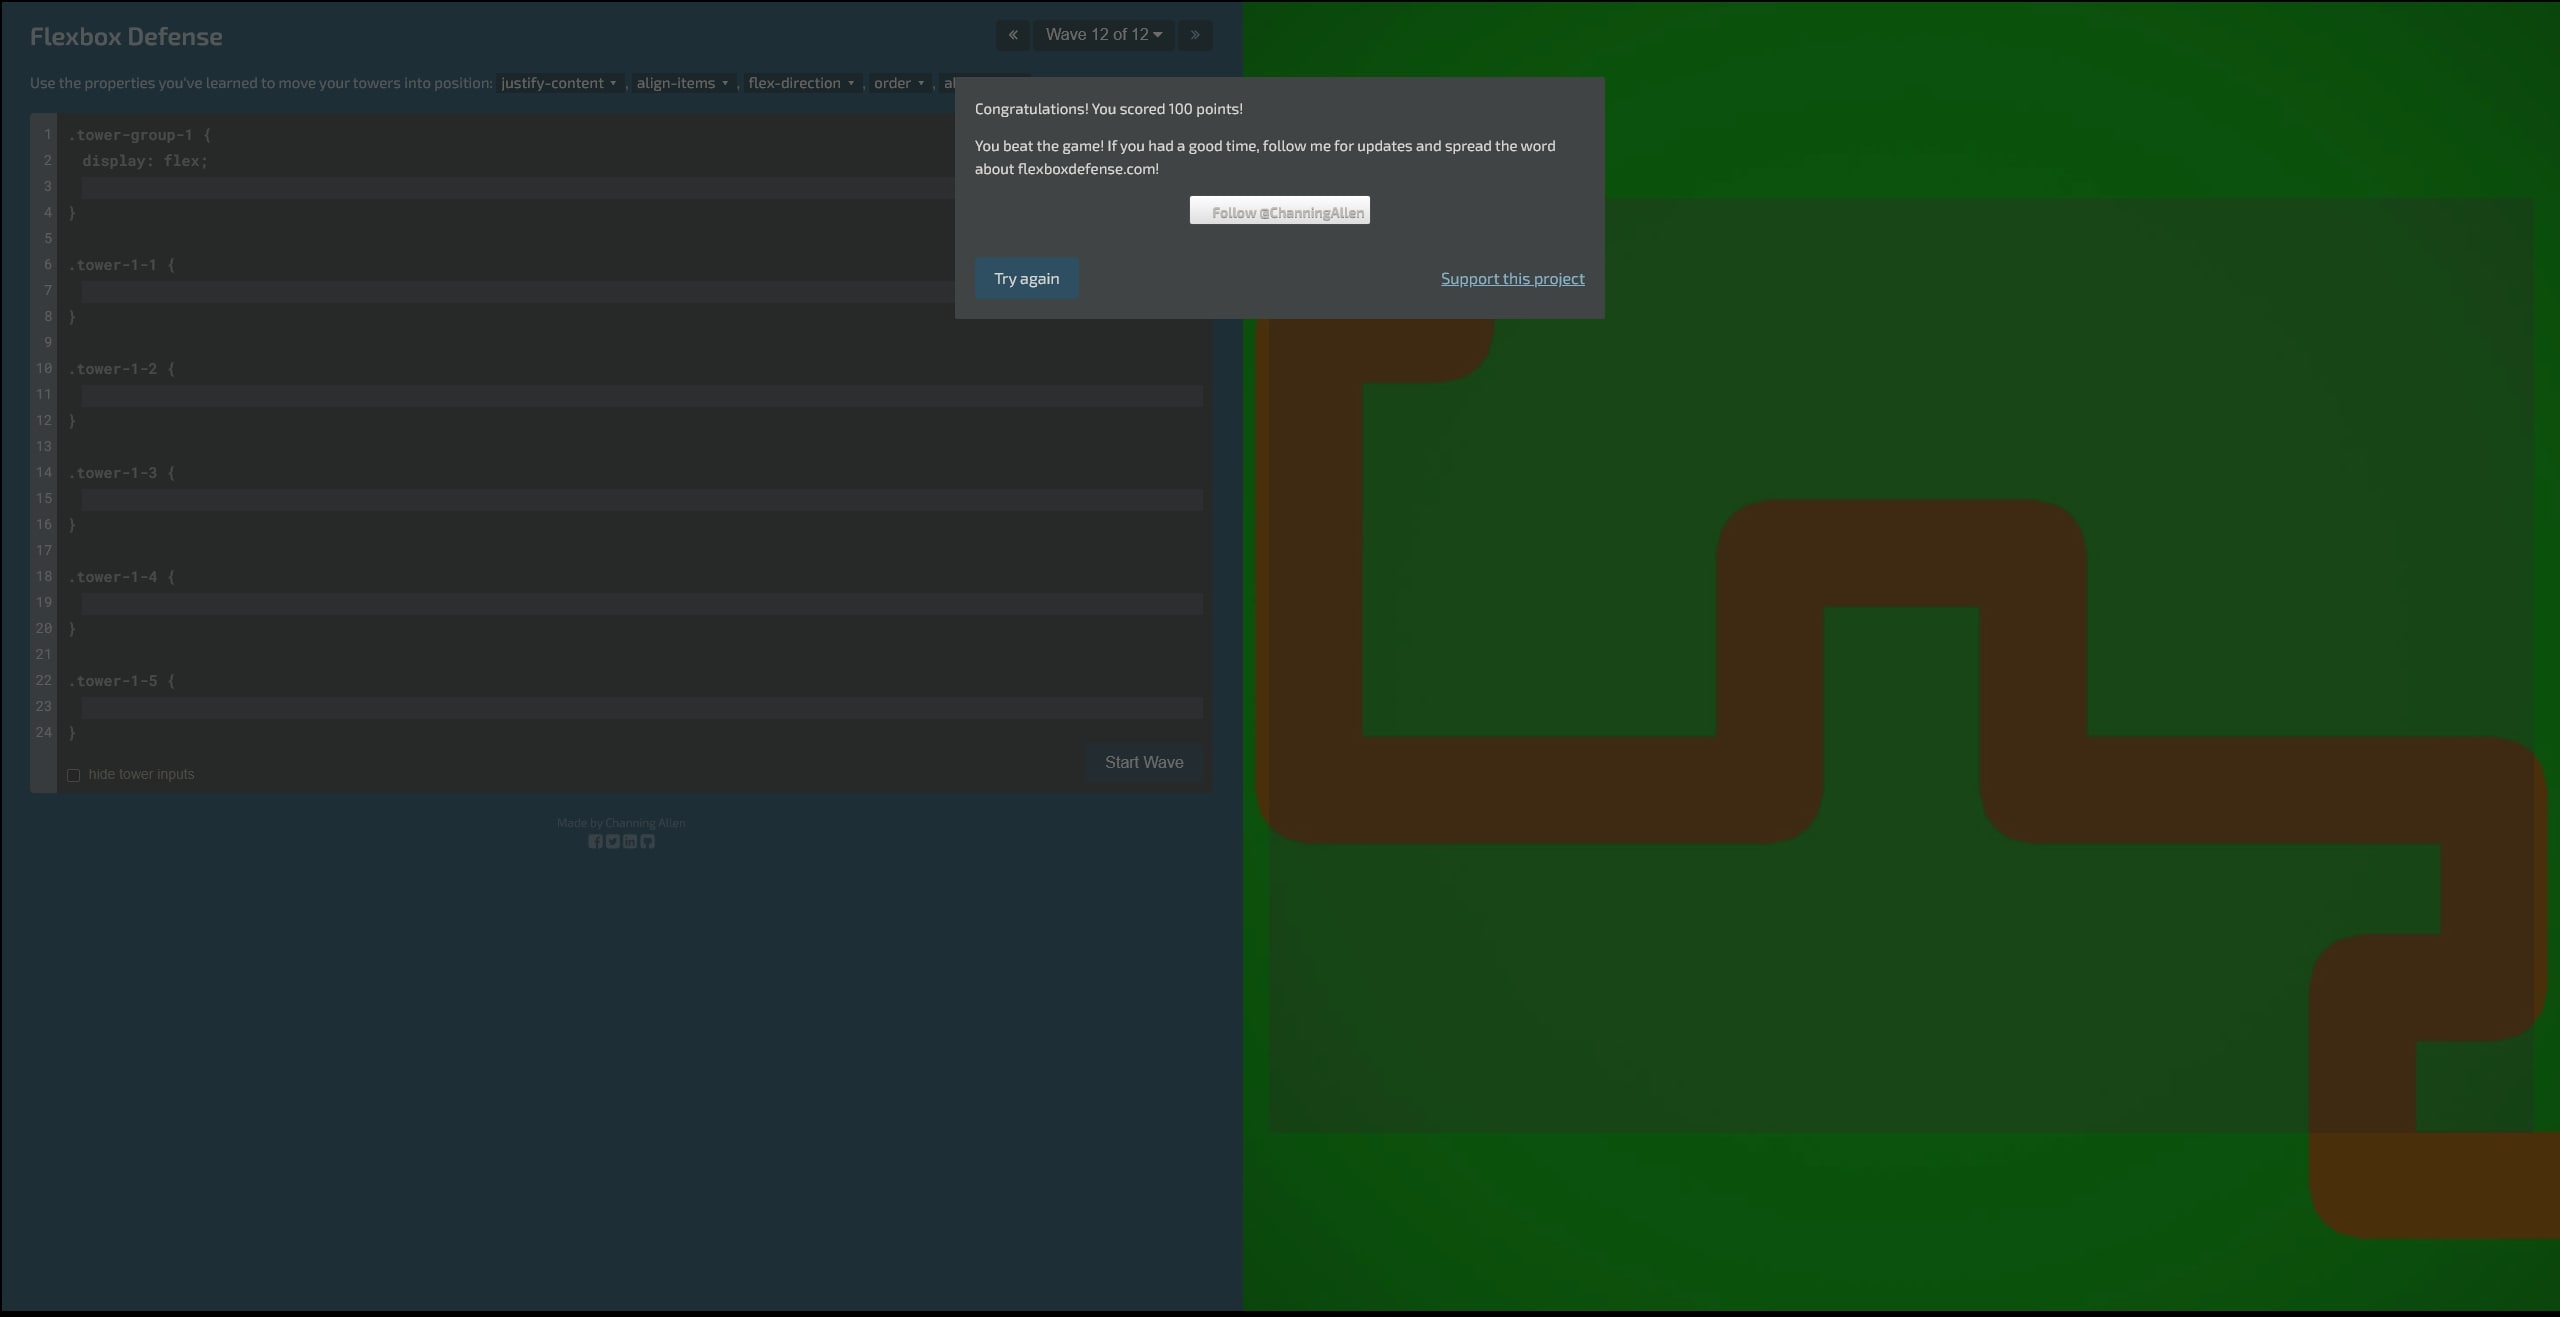 Flexbox Defense
« Wave 12 of 12 »
Use the properties you've learned to move your towers into position: justify-content , align-items , flex-direction , order ,
Congratulations! You scored 100 points!
You beat the game! If you had a good time, follow me for updates and spread the word
about flexboxdefense.com!
Follow @ChanningAllen
Try again
Support this project
1 .tower-group-1 {
2 display: flex;
3
4 }
5
6 .tower-1-1 {
7
8 }
9
10 .tower-1-2 {
11
12 }
13
14 .tower-1-3 {
15
16 }
17
18 .tower-1-4 {
19
20 }
21
22 .tower-1-5 {
23
24 }
hide tower inputs
Start Wave
Made by Channing Allen